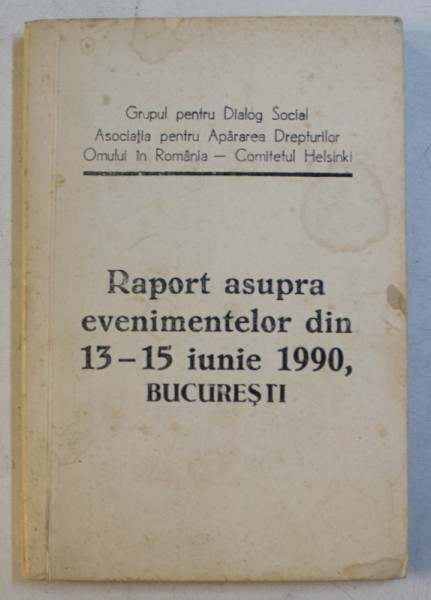 Grupul pentru Dialog Social
Asociația pentru Apărarea Drepturilor
Omului în România — Comitetul Helsinki
Raport asupra
evenimentelor din
13–15 iunie 1990,
BUCUREȘTI